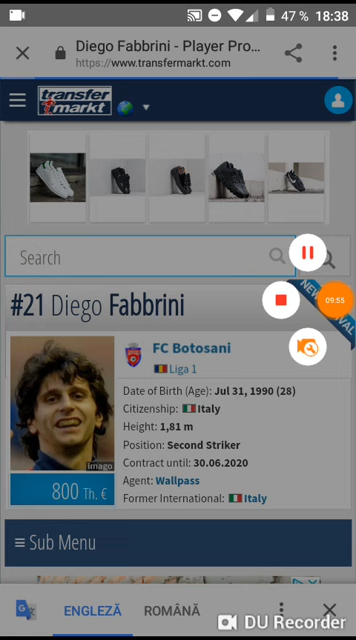 47 % 18:38
Diego Fabbrini - Player Pro...
https://www.transfermarkt.com
transfer
markt
Search
NEW ARRIVAL
09:55
#21 Diego Fabbrini
FC Botosani
Liga 1
Date of Birth (Age): Jul 31, 1990 (28)
Citizenship: Italy
Height: 1,81 m
Position: Second Striker
Contract until: 30.06.2020
Agent: Wallpass
Former International: Italy
imago
800 Th. €
≡ Sub Menu
ENGLEZĂ ROMÂNĂ
DU Recorder